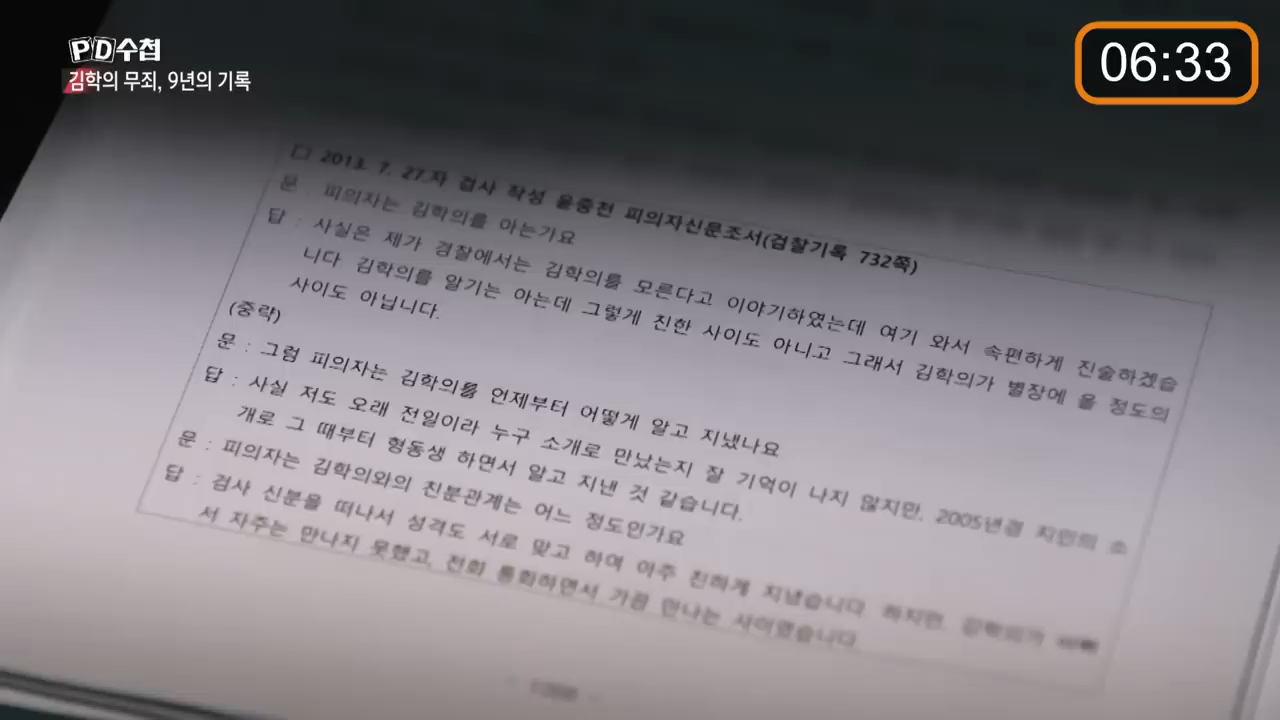 PD수첩
김학의 무죄, 9년의 기록
06:33
□ 2013. 7. 27.자 검사 작성 윤중천 피의자신문조서(검찰기록 732쪽)
문 : 피의자는 김학의를 아는가요
답 : 사실은 제가 경찰에서는 김학의를 모른다고 이야기하였는데 여기 와서 속편하게 진술하겠습
니다 김학의를 알기는 아는데 그렇게 진한 사이도 아니고 그래서 김학의가 별장에 올 정도의
사이도 아닙니다.
(중략)
문 : 그럼 피의자는 김학의를 언제부터 어떻게 알고 지냈나요
답 : 사실 저도 오래 전일이라 누구 소개로 만났는지 잘 기억이 나지 않지만, 2005년경 지인의 소
개로 그 때부터 형동생 하면서 알고 지낸 것 같습니다.
문 : 피의자는 김학의와의 친분관계는 어느 정도인가요
답 : 검사 신분을 떠나서 성격도 서로 맞고 하여 아주 친하게 지냈습니다. 하지만, 김학의가
서 자주는 만나지 못했고, 전화 통화하면서 가끔 만나는 사이였습니다.